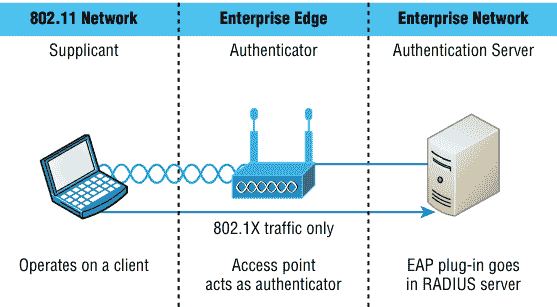 802.11 Network
Enterprise Edge
Enterprise Network
Supplicant
Authenticator
Authentication Server
802.1X traffic only
Operates on a client
Access point
acts as authenticator
EAP plug-in goes
in RADIUS server